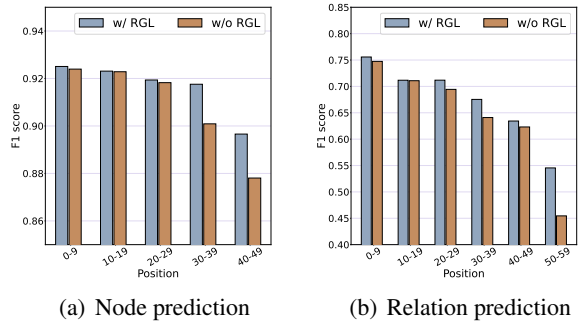 w/ RGL w/o RGL
0.94
0.92
0.90
0.88
0.86
F1 score
0-9 10-19 20-29 30-39 40-49
Position
(a) Node prediction
w/ RGL w/o RGL
0.85
0.80
0.75
0.70
0.65
0.60
0.55
0.50
0.45
0.40
F1 score
0-9 10-19 20-29 30-39 40-49 50-59
Position
(b) Relation prediction